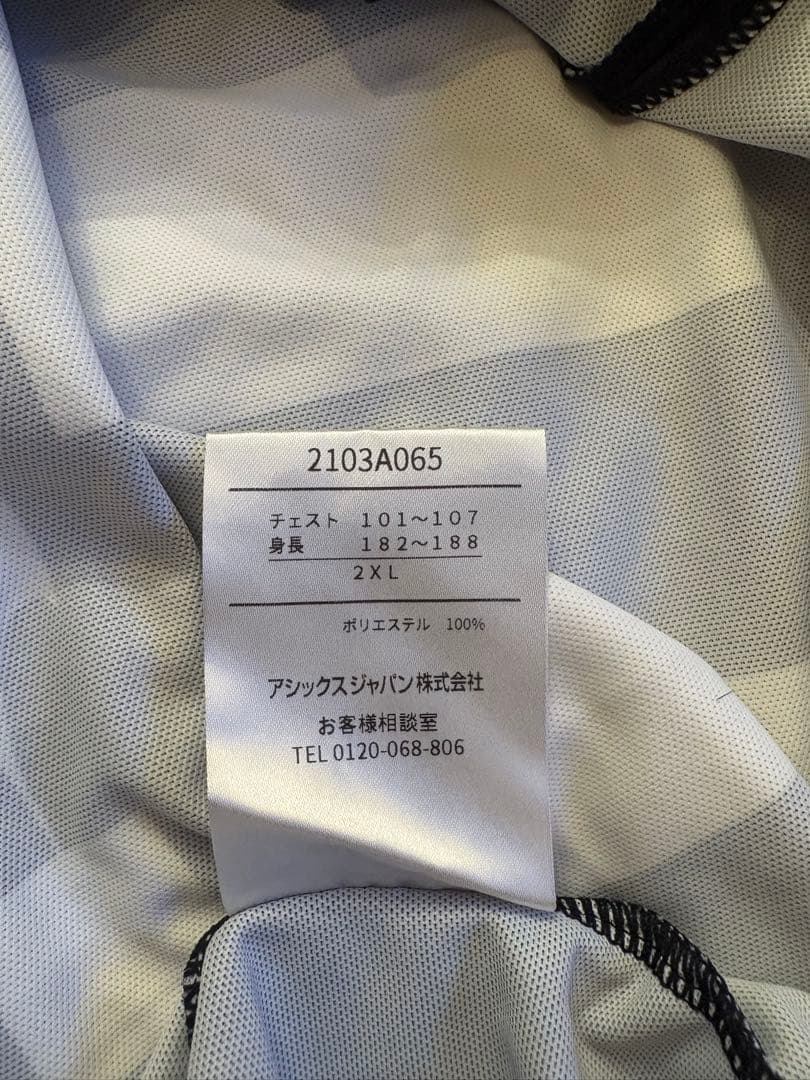 2103A065
チェスト 101～107
身長 182～188
2XL
ポリエステル 100%
アシックスジャパン株式会社
お客様相談室
TEL 0120-068-806